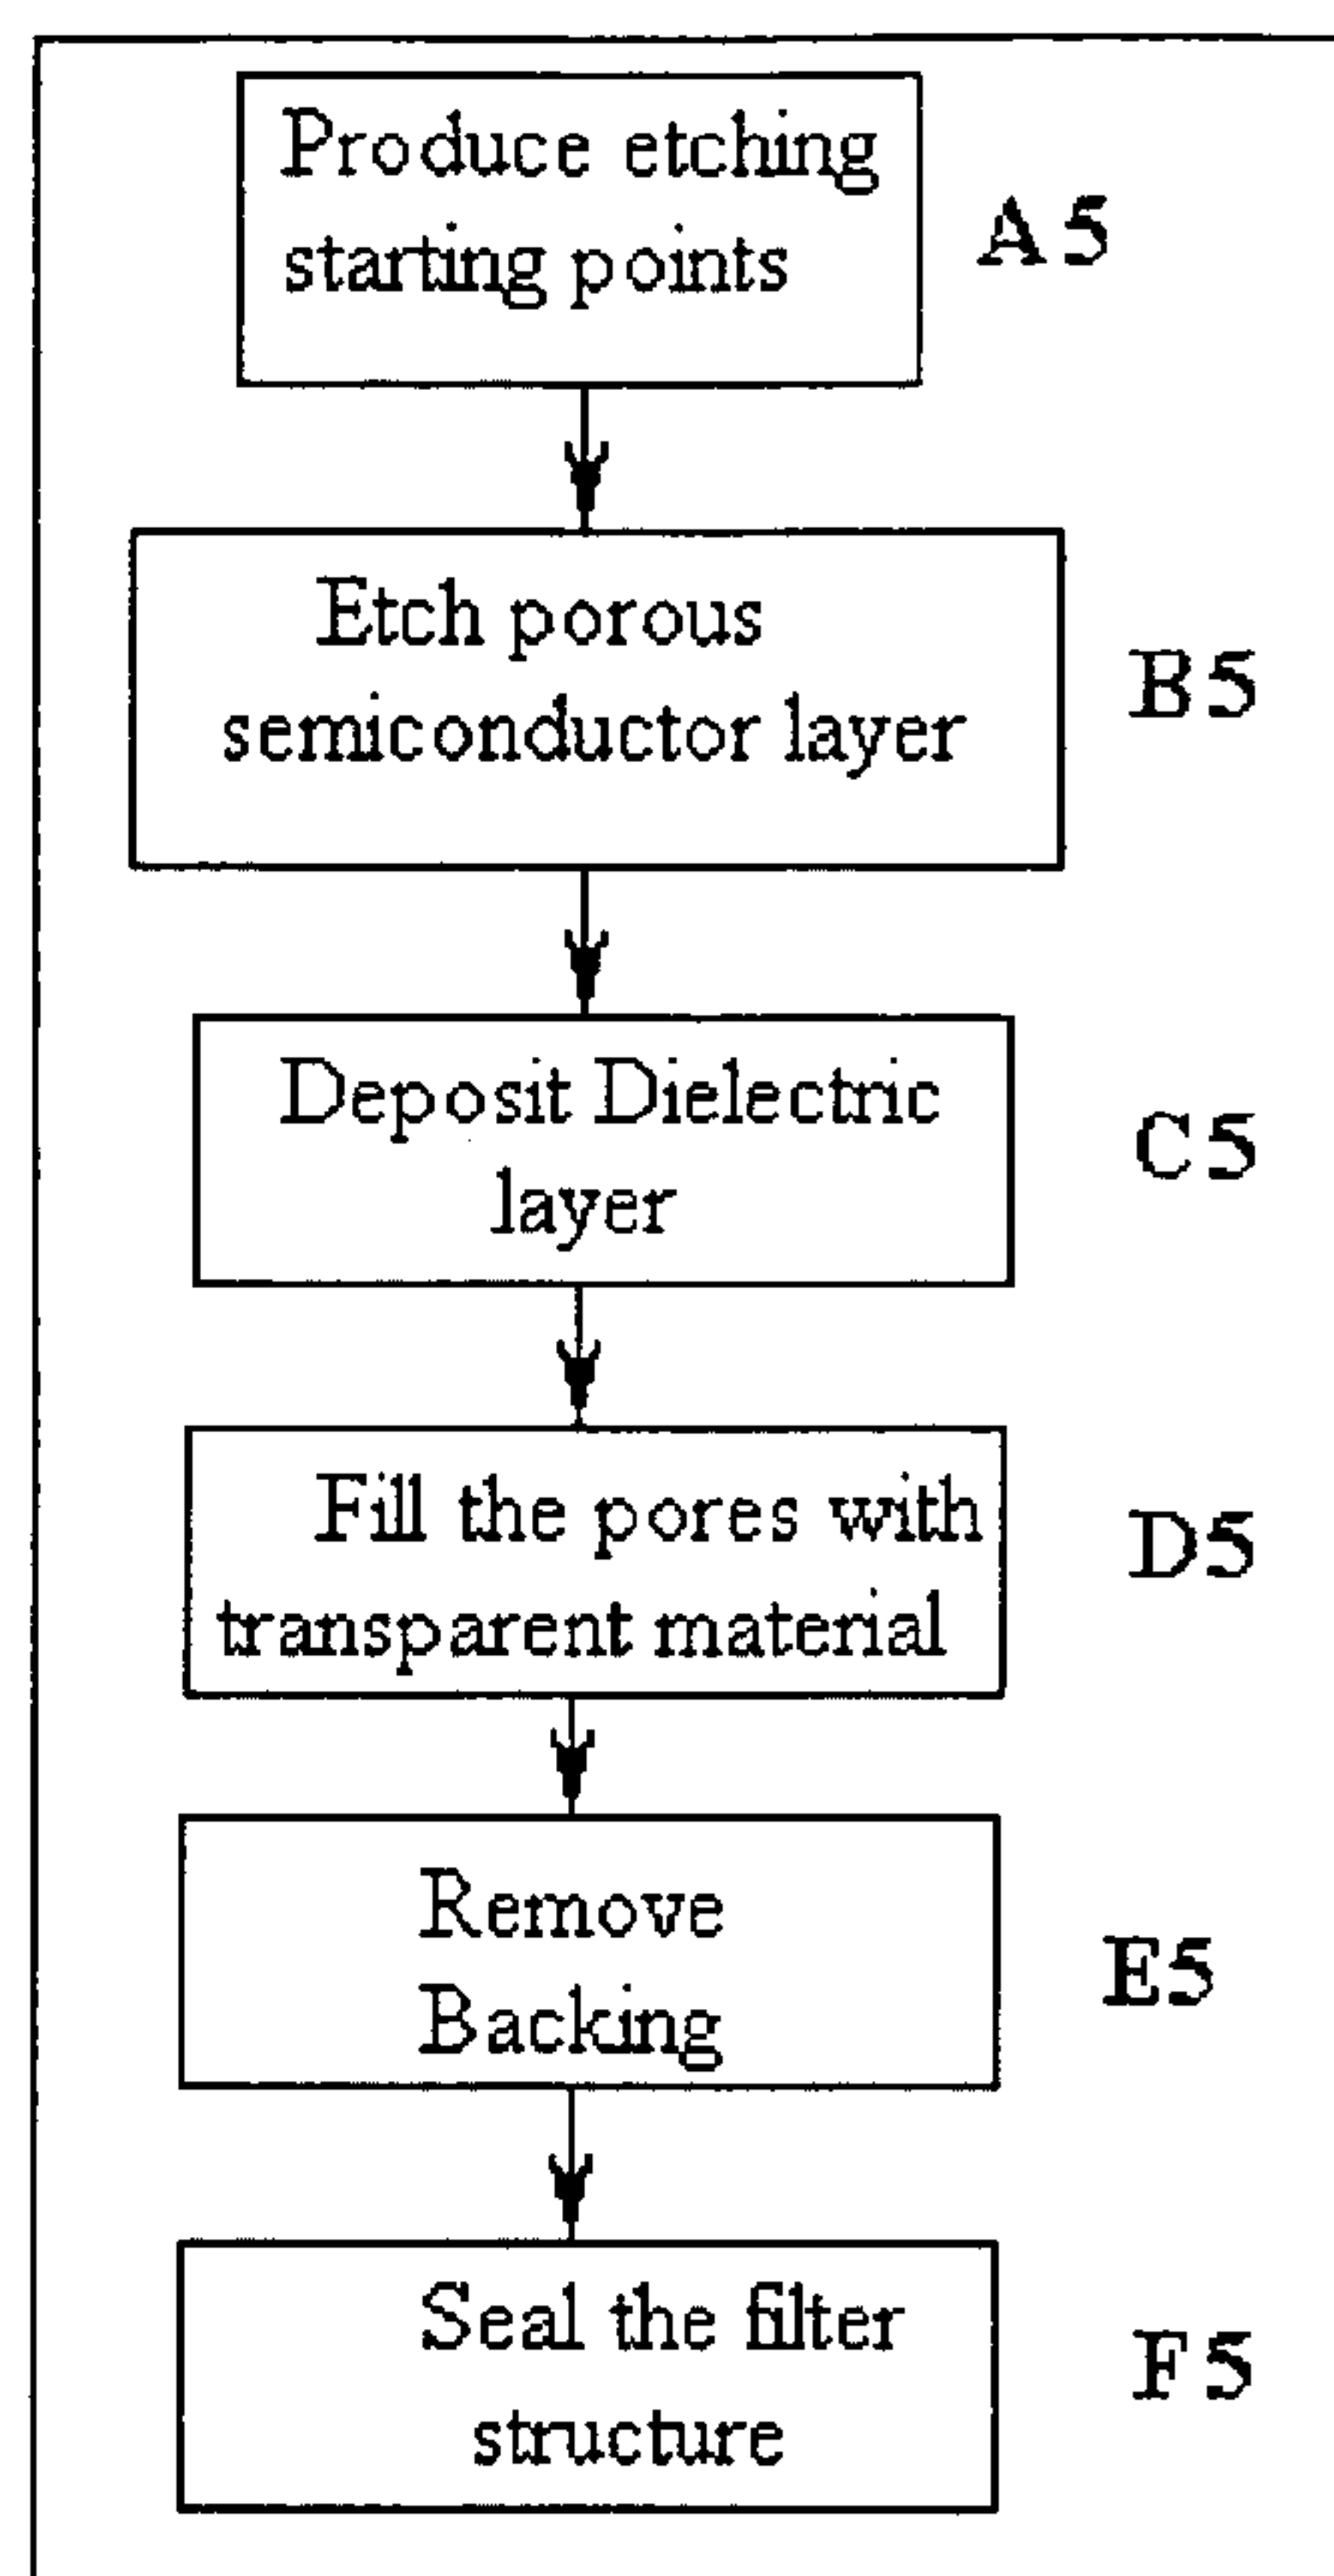 Produce etching
starting points
A5
Etch porous
semiconductor layer
B5
Deposit Dielectric
layer
C5
Fill the pores with
transparent material
D5
Remove
Backing
E5
Seal the filter
structure
F5